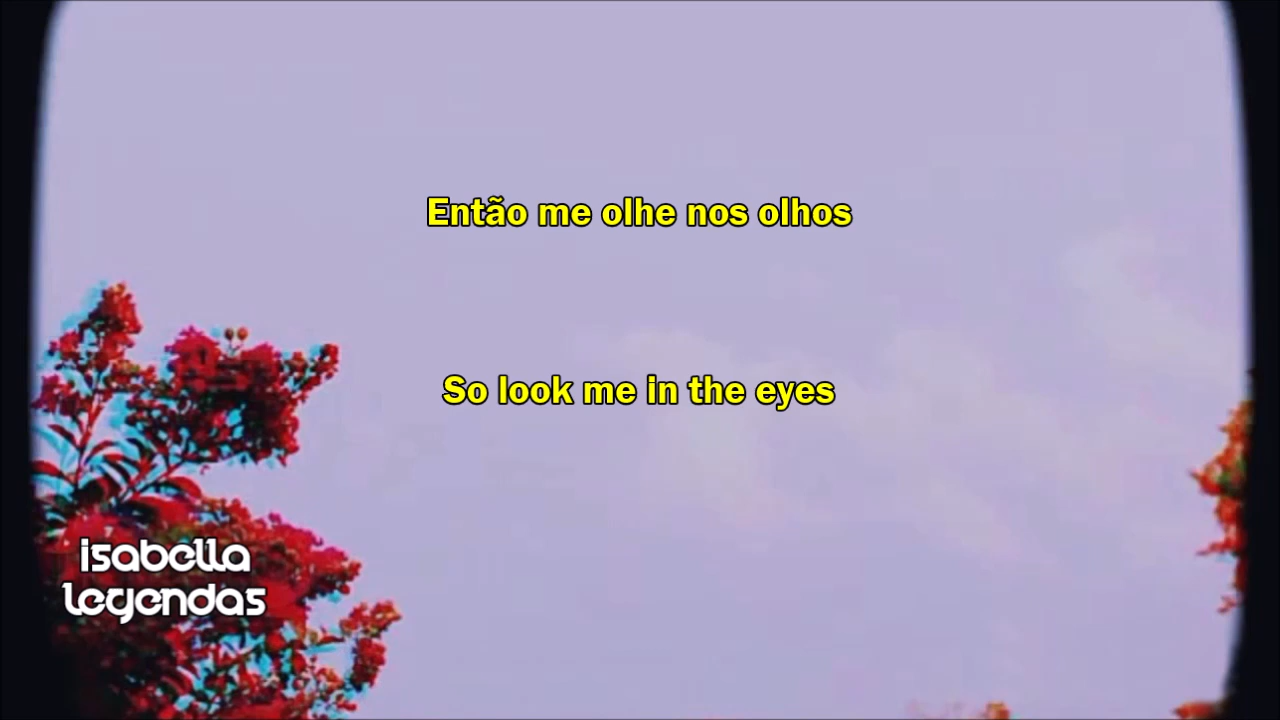 Então me olhe nos olhos
So look me in the eyes
isabella
legendas